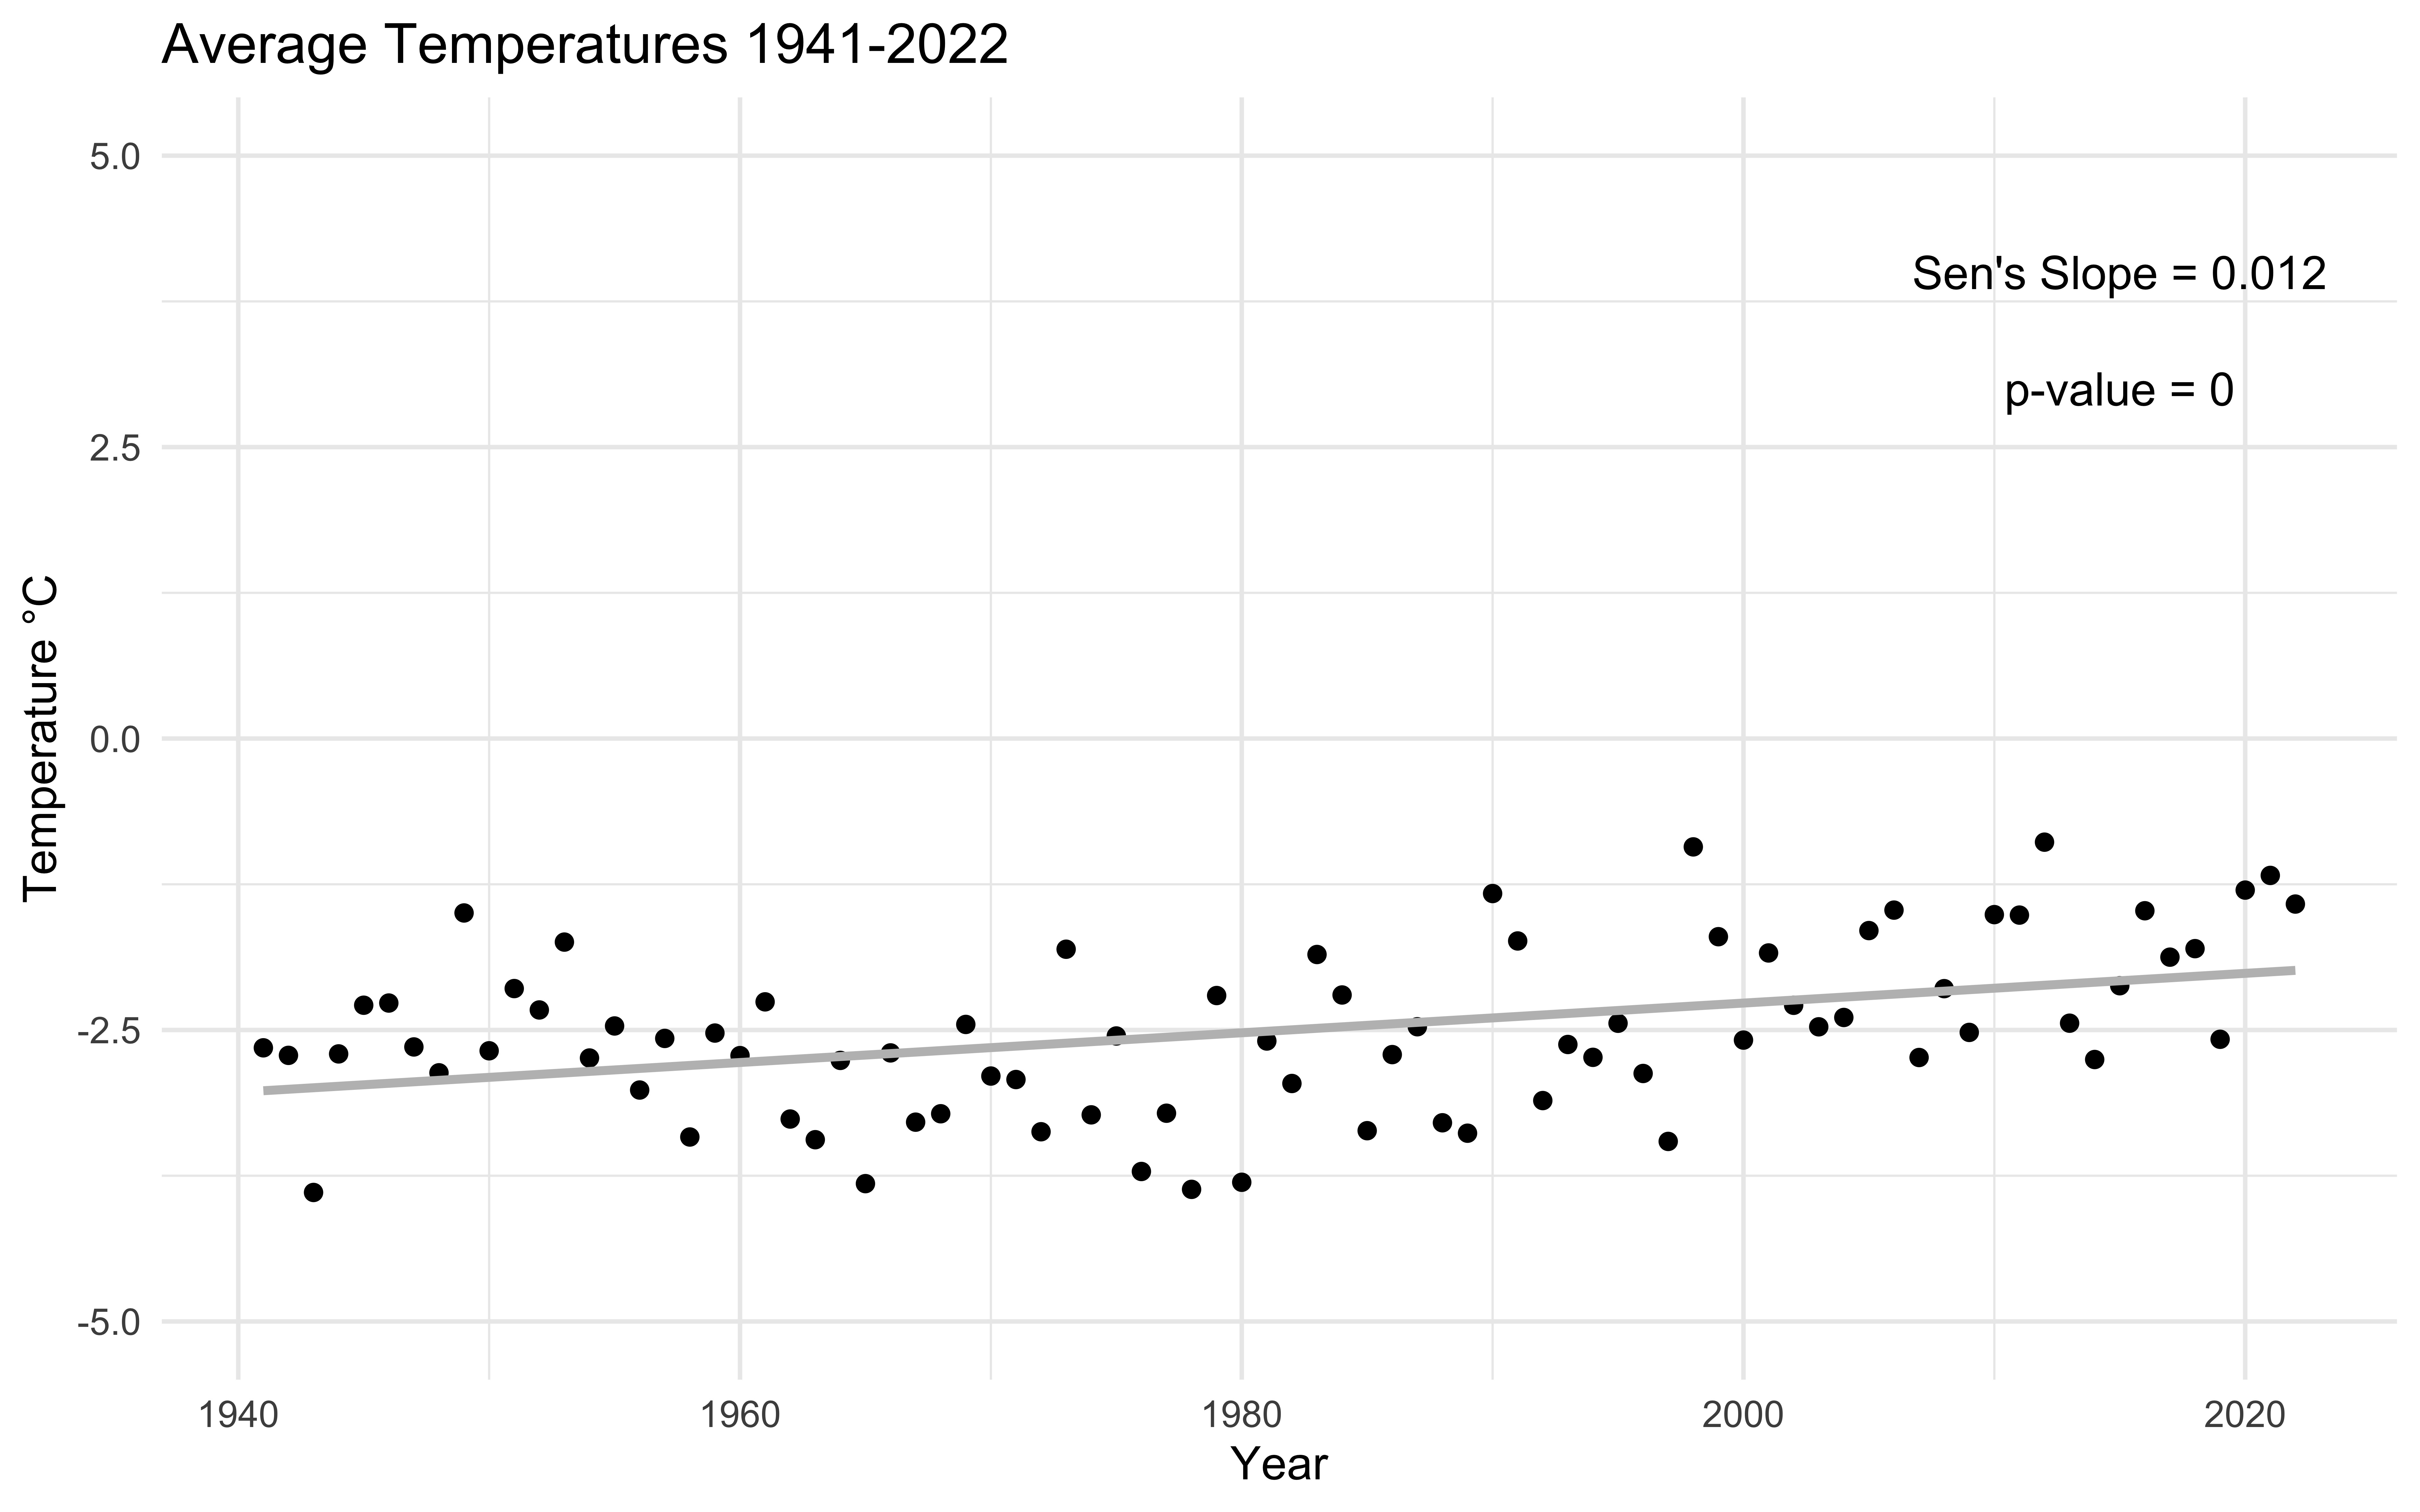 Average Temperatures 1941-2022
5.0
Sen's Slope = 0.012
p-value = 0
2.5
0.0
Temperature °C
-2.5
-5.0
1940 1960 1980 2000 2020
Year